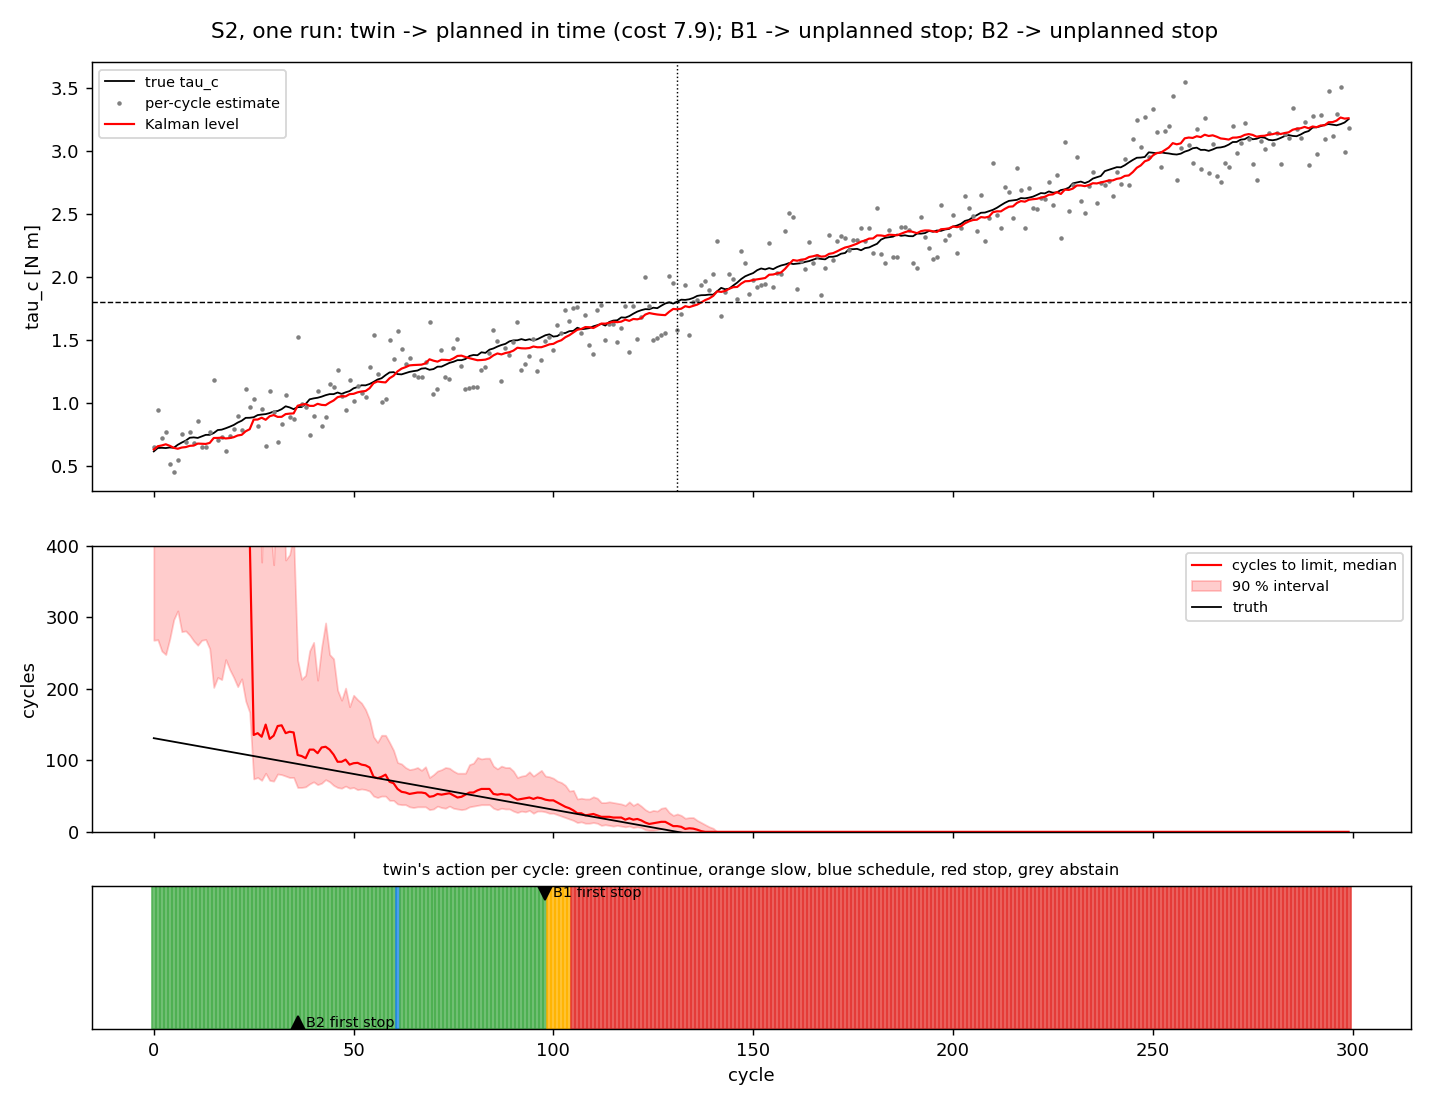 S2, one run: twin -> planned in time (cost 7.9); B1 -> unplanned stop; B2 -> unplanned stop
true tau_c
per-cycle estimate
Kalman level
3.5
3.0
2.5
2.0
1.5
1.0
0.5
tau_c [N m]
cycles to limit, median
90 % interval
truth
400
300
200
100
0
cycles
twin's action per cycle: green continue, orange slow, blue schedule, red stop, grey abstain
B1 first stop
B2 first stop
0 50 100 150 200 250 300
cycle